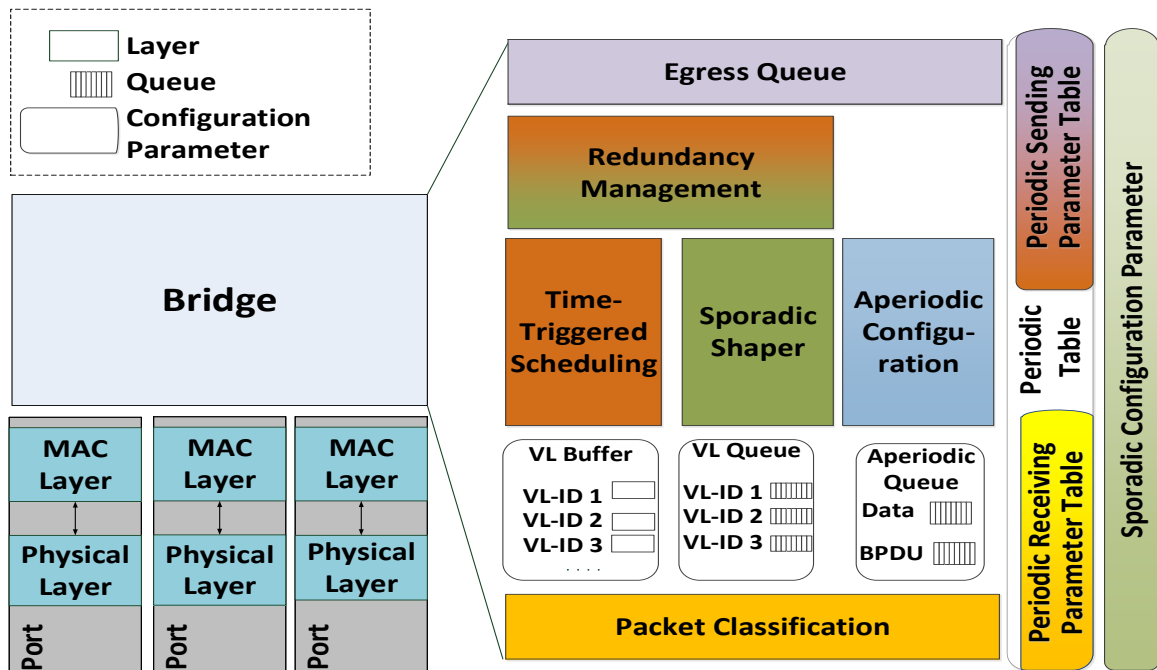 Layer
Queue
Configuration
Parameter
Bridge
MAC
Layer
Physical
Layer
Port
MAC
Layer
Physical
Layer
Port
MAC
Layer
Physical
Layer
Port
Egress Queue
Redundancy
Management
Time-
Triggered
Scheduling
Sporadic
Shaper
Aperiodic
Configu-
ration
VL Buffer
VL-ID 1
VL-ID 2
VL-ID 3
. . . .
VL Queue
VL-ID 1
VL-ID 2
VL-ID 3
Aperiodic
Queue
Data
BPDU
Packet Classification
Periodic Sending
Parameter Table
Periodic
Table
Periodic Receiving
Parameter Table
Sporadic Configuration Parameter